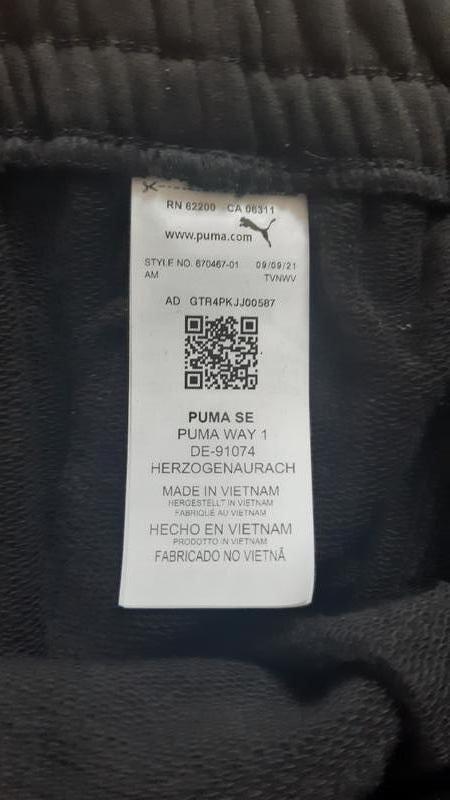 RN 62200 CA 06311
www.puma.com
STYLE NO. 670467-01 09/09/21
AM TVNWV
AD GTR4PKJJ00587
PUMA SE
PUMA WAY 1
DE-91074
HERZOGENAURACH
MADE IN VIETNAM
HERGESTELLT IN VIETNAM
FABRIQUÉ AU VIETNAM
HECHO EN VIETNAM
PRODOTTO IN VIETNAM
FABRICADO NO VIETNÃ